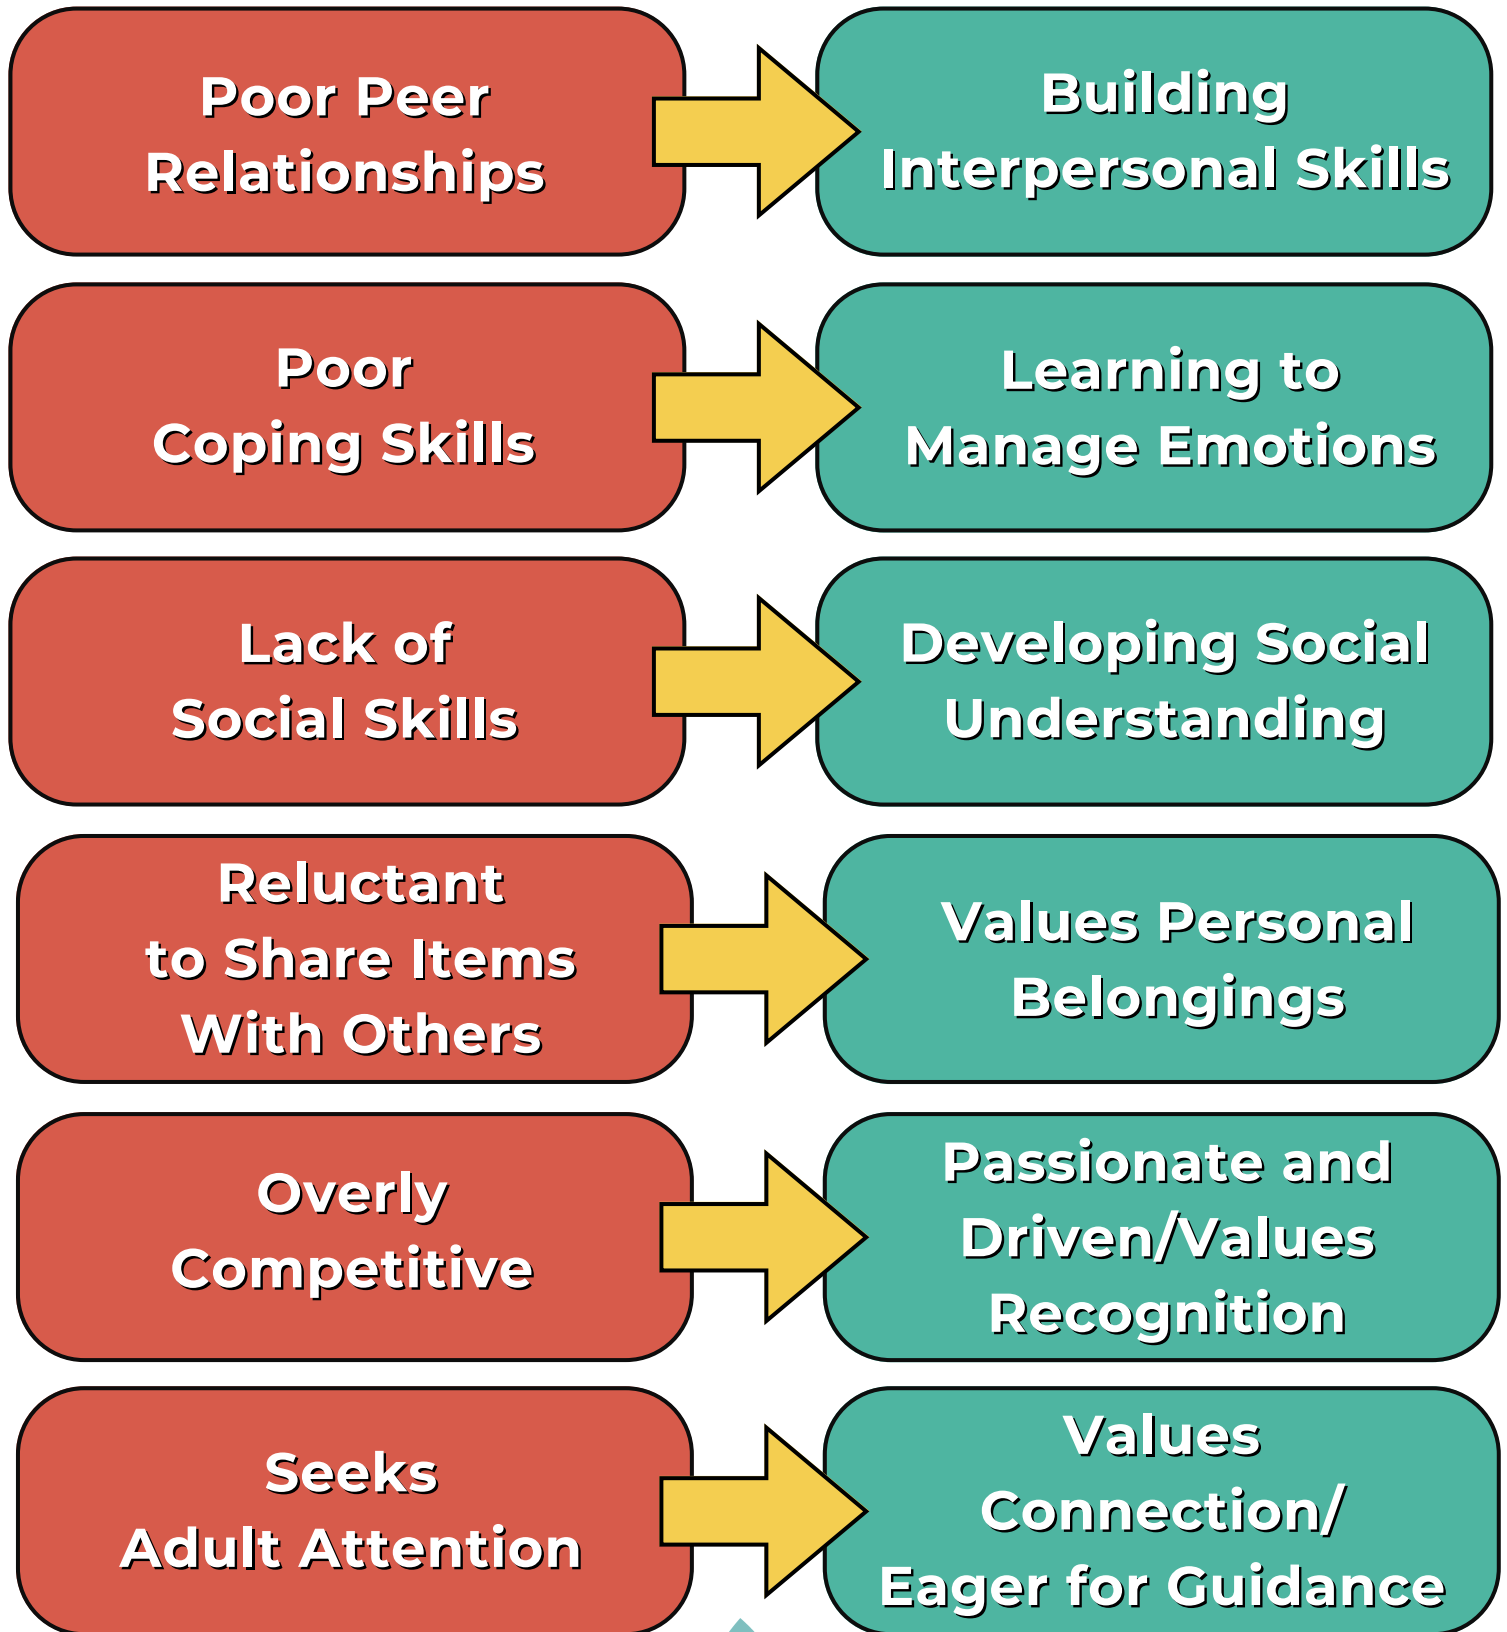 Poor Peer
Relationships
Building
Interpersonal Skills
Poor
Coping Skills
Learning to
Manage Emotions
Lack of
Social Skills
Developing Social
Understanding
Reluctant
to Share Items
With Others
Values Personal
Belongings
Overly
Competitive
Passionate and
Driven/Values
Recognition
Seeks
Adult Attention
Values
Connection/
Eager for Guidance